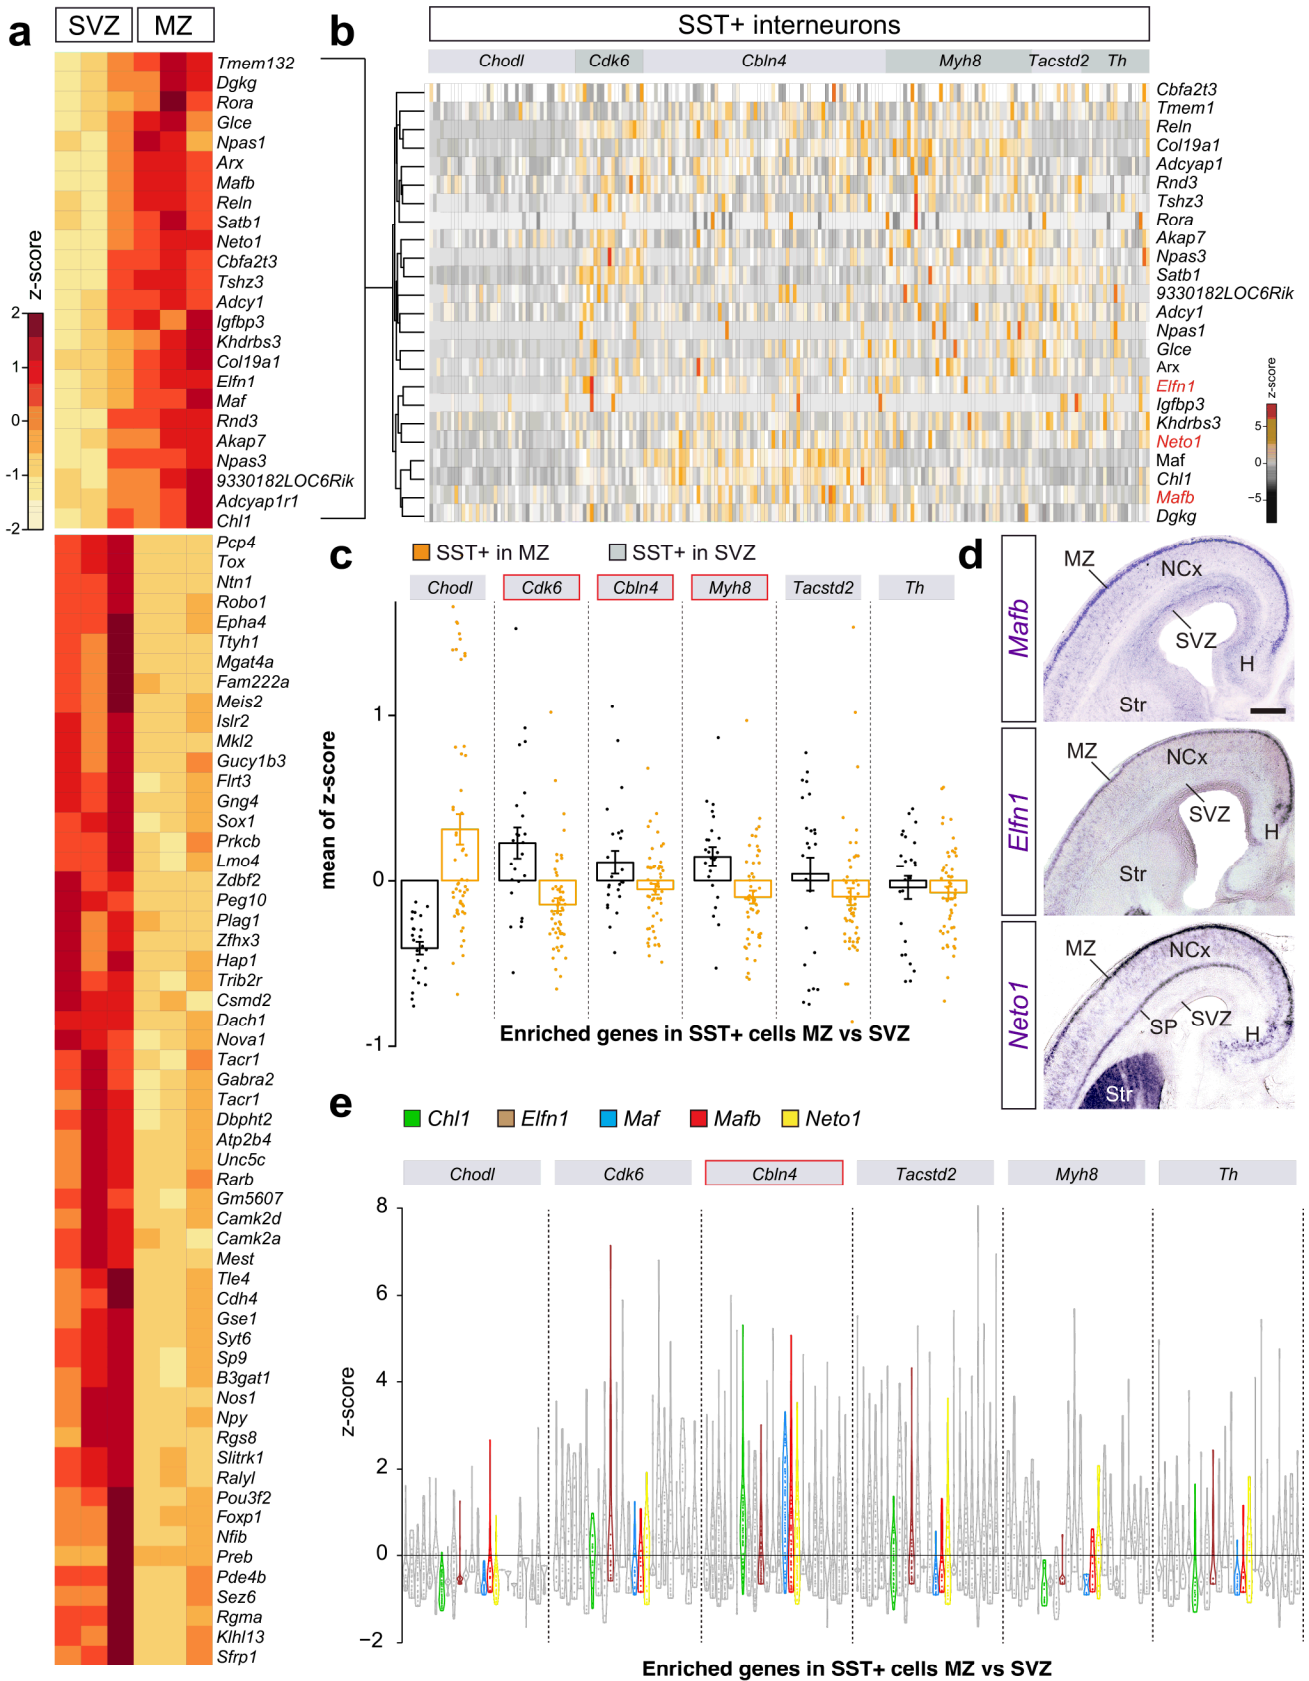 a
SVZ
MZ
z-score
2
1
0
-1
-2
Tmem132
Dgkg
Rora
Glce
Npas1
Arx
Mafb
Reln
Satb1
Neto1
Cbfa2t3
Tshz3
Adcy1
Igfbp3
Khdrbs3
Col19a1
Elfn1
Maf
Rnd3
Akap7
Npas3
9330182LOC6Rik
Adcyap1r1
Chl1
Pcp4
Tox
Ntn1
Robo1
Epha4
Ttyh1
Mgat4a
Fam222a
Meis2
Islr2
Mkl2
Gucy1b3
Flrt3
Gng4
Sox1
Prkcb
Lmo4
Zdbf2
Peg10
Plag1
Zfhx3
Hap1
Trib2r
Csmd2
Dach1
Nova1
Tacr1
Gabra2
Tacr1
Dbpht2
Atp2b4
Unc5c
Rarb
Gm5607
Camk2d
Camk2a
Mest
Tle4
Cdh4
Gse1
Syt6
Sp9
B3gat1
Nos1
Npy
Rgs8
Slitrk1
Ralyl
Pou3f2
Foxp1
Nfib
Preb
Pde4b
Sez6
Rgma
Klhl13
Sfrp1
b
SST+ interneurons
Chodl Cdk6 Cbln4 Myh8 Tacstd2 Th
Cbfa2t3
Tmem1
Reln
Col19a1
Adcyap1
Rnd3
Tshz3
Rora
Akap7
Npas3
Satb1
9330182LOC6Rik
Adcy1
Npas1
Glce
Arx
Elfn1
Igfbp3
Khdrbs3
Neto1
Maf
Chl1
Mafb
Dgkg
z-score
5
0
−5
c
SST+ in MZ SST+ in SVZ
Chodl Cdk6 Cbln4 Myh8 Tacstd2 Th
mean of z-score
1
0
-1
Enriched genes in SST+ cells MZ vs SVZ
d
Mafb
MZ
NCx
SVZ
H
Str
Elfn1
MZ
NCx
SVZ
H
Str
Neto1
MZ
NCx
SP
SVZ
H
Str
e
Chl1 Elfn1 Maf Mafb Neto1
Chodl Cdk6 Cbln4 Tacstd2 Myh8 Th
z-score
8
6
4
2
0
−2
Enriched genes in SST+ cells MZ vs SVZ